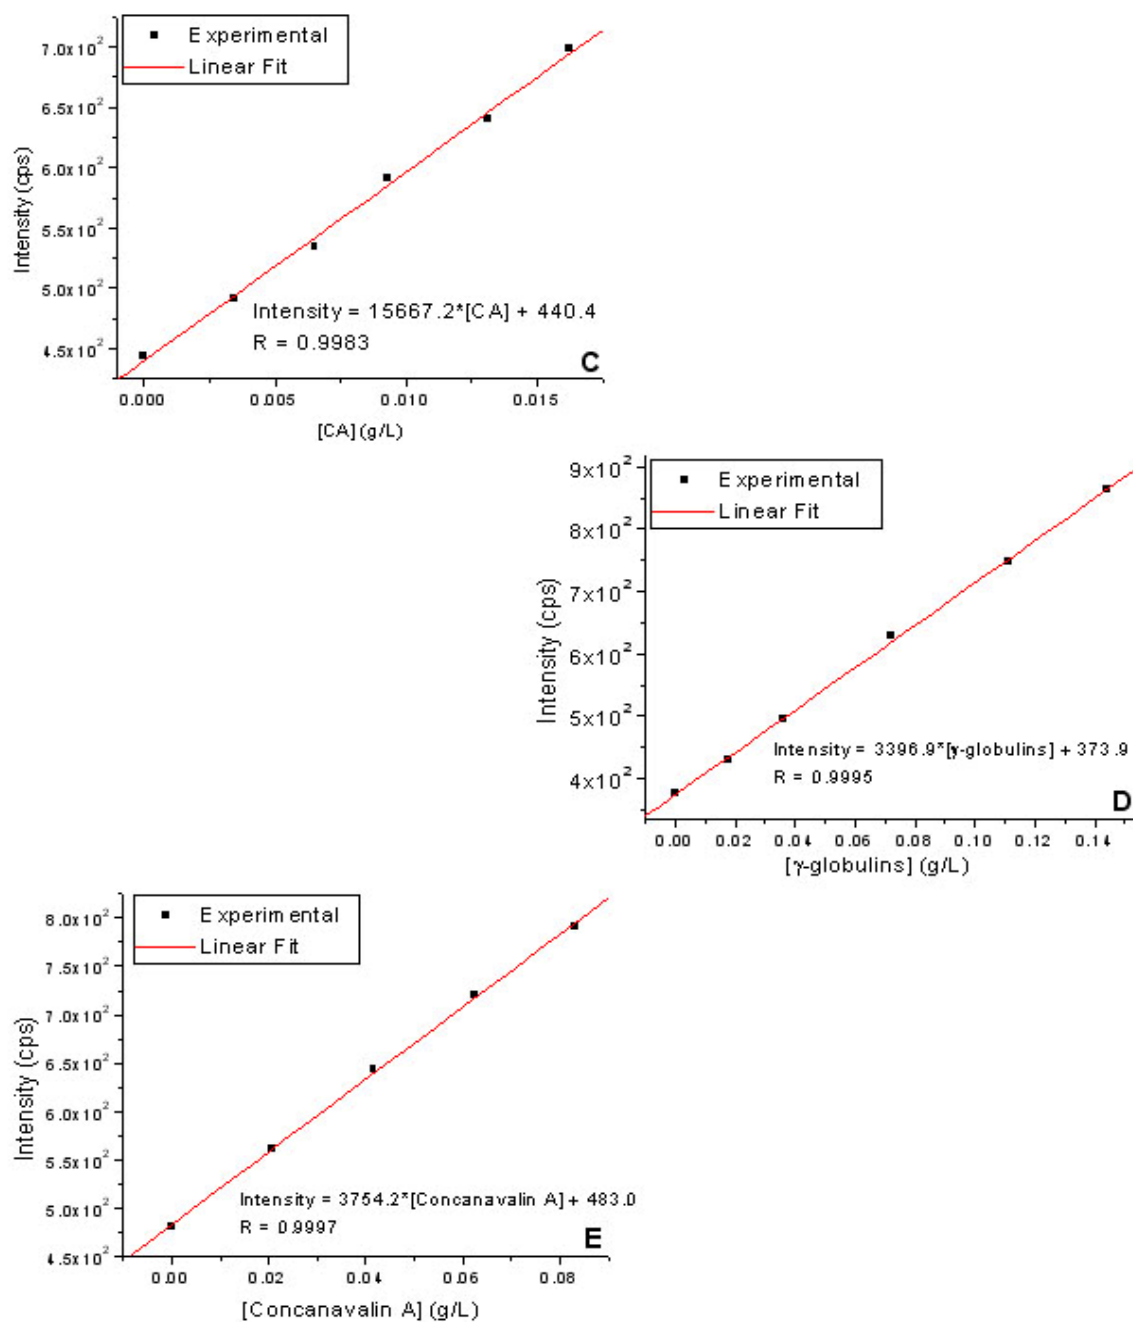 Experimental
Linear Fit
7.0x10²
6.5x10²
6.0x10²
5.5x10²
5.0x10²
4.5x10²
Intensity (cps)
Intensity = 15667.2*[CA] + 440.4
R = 0.9983
C
0.000 0.005 0.010 0.015
[CA] (g/L)
Experimental
Linear Fit
9x10²
8x10²
7x10²
6x10²
5x10²
4x10²
Intensity (cps)
Intensity = 3396.9*[γ-globulins] + 373.9
R = 0.9995
D
0.00 0.02 0.04 0.06 0.08 0.10 0.12 0.14
[γ-globulins] (g/L)
Experimental
Linear Fit
8.0x10²
7.5x10²
7.0x10²
6.5x10²
6.0x10²
5.5x10²
5.0x10²
4.5x10²
Intensity (cps)
Intensity = 3754.2*[Concanavalin A] + 483.0
R = 0.9997
E
0.00 0.02 0.04 0.06 0.08
[Concanavalin A] (g/L)